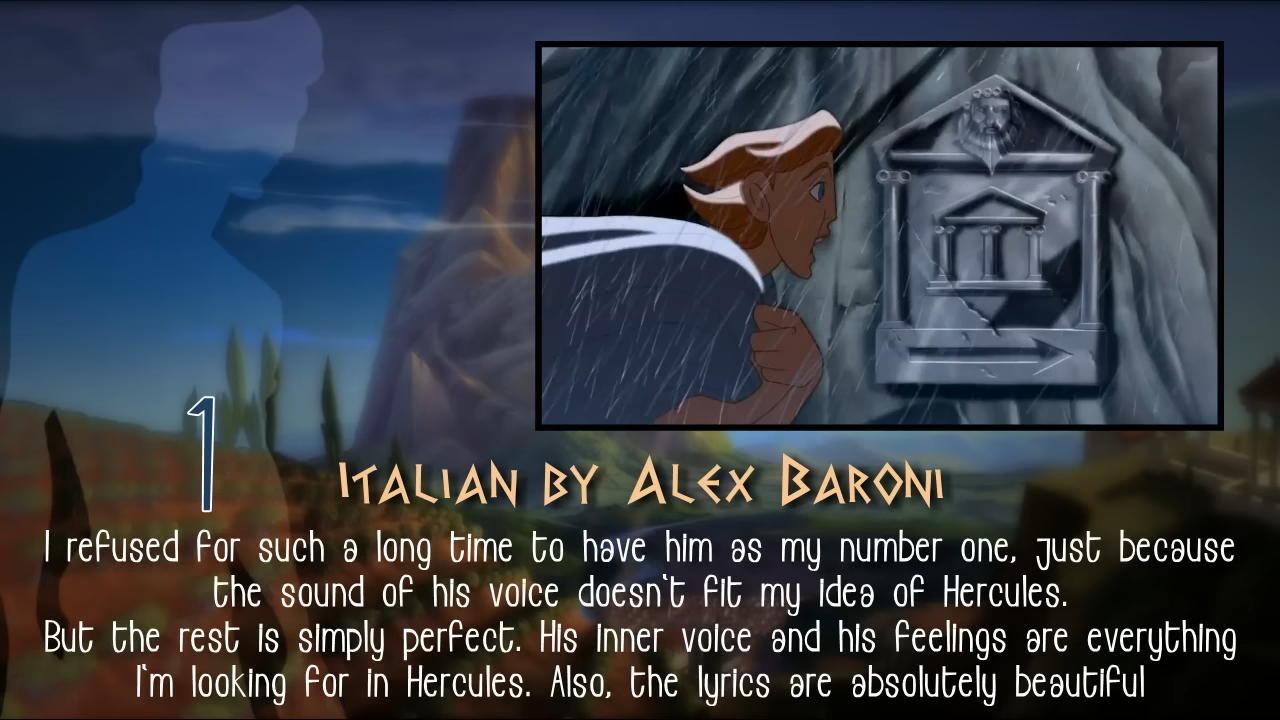 1
Italian by Alex Baroni
I refused for such a long time to have him as my number one, just because
the sound of his voice doesn't fit my idea of Hercules.
But the rest is simply perfect. His inner voice and his feelings are everything
I'm looking for in Hercules. Also, the lyrics are absolutely beautiful